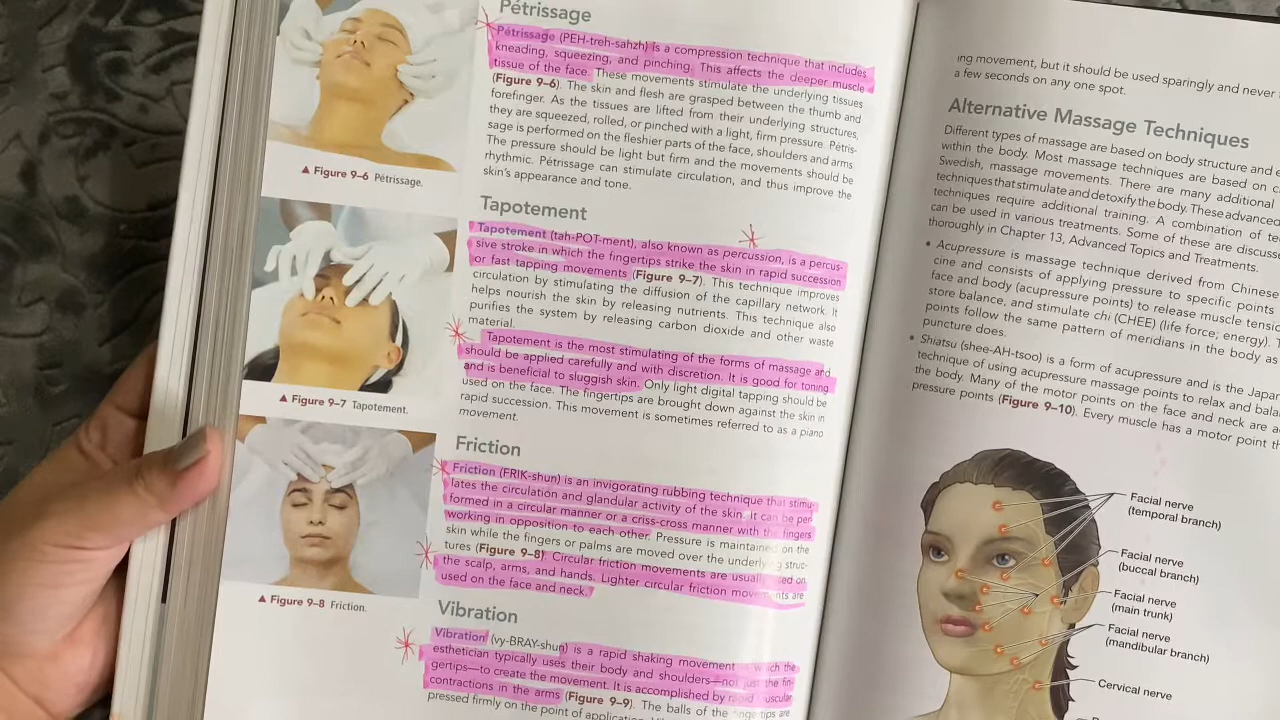 Pétrissage
Pétrissage (PEH-treh-sahzh) is a compression technique that includes
kneading, squeezing, and pinching. This affects the deeper muscle
tissue of the face. These movements stimulate the underlying tissues
(Figure 9–6). The skin and flesh are grasped between the thumb and
forefinger. As the tissues are lifted from their underlying structures,
they are squeezed, rolled, or pinched with a light, firm pressure. Pétris-
sage is performed on the fleshier parts of the face, shoulders and arms
The pressure should be light but firm and the movements should be
rhythmic. Pétrissage can stimulate circulation, and thus improve the
skin's appearance and tone.
▲ Figure 9–6 Pétrissage.
Tapotement
Tapotement (tah-POT-ment), also known as percussion, is a percus-
sive stroke in which the fingertips strike the skin in rapid succession
or fast tapping movements (Figure 9–7). This technique improves
circulation by stimulating the diffusion of the capillary network. It
helps nourish the skin by releasing nutrients. This technique also
purifies the system by releasing carbon dioxide and other waste
material.
Tapotement is the most stimulating of the forms of massage and
should be applied carefully and with discretion. It is good for toning
and is beneficial to sluggish skin. Only light digital tapping should be
used on the face. The fingertips are brought down against the skin in
rapid succession. This movement is sometimes referred to as a piano
movement.
▲ Figure 9–7 Tapotement.
Friction
Friction (FRIK-shun) is an invigorating rubbing technique that stimu-
lates the circulation and glandular activity of the skin. It can be per
formed in a circular manner or a criss-cross manner with the fingers
working in opposition to each other. Pressure is maintained on the
skin while the fingers or palms are moved over the underlying struc-
tures (Figure 9–8). Circular friction movements are usually on
the scalp, arms, and hands. Lighter circular friction movements are
used on the face and neck.
▲ Figure 9–8 Friction.
Vibration
Vibration (vy-BRAY-shun) is a rapid shaking movement the
esthetician typically uses their body and shoulders—not just the fin-
gertips—to create the movement. It is accomplished by rapid muscular
contractions in the arms (Figure 9–9). The balls of the fingertips are
pressed firmly on the point of application.
ing movement, but it should be used sparingly and never
a few seconds on any one spot.
Alternative Massage Techniques
Different types of massage are based on body structure and
within the body. Most massage techniques are based on
Swedish, massage movements. There are many additional
techniques that stimulate and detoxify the body. These advanced
techniques require additional training. A combination of
can be used in various treatments. Some of these are
thoroughly in Chapter 13, Advanced Topics and Treatments.
• Acupressure is massage technique derived from Chinese
cine and consists of applying pressure to specific points
face and body (acupressure points) to release muscle
store balance, and stimulate chi (CHEE) (life force; energy).
points follow the same pattern of meridians in the body as
puncture does.
• Shiatsu (shee-AH-tsoo) is a form of acupressure and is the
technique of using acupressure massage points to relax and
the body. Many of the motor points on the face and neck are
pressure points (Figure 9–10). Every muscle has a motor point
Facial nerve
(temporal branch)
Facial nerve
(buccal branch)
Facial nerve
(main trunk)
Facial nerve
(mandibular branch)
Cervical nerve